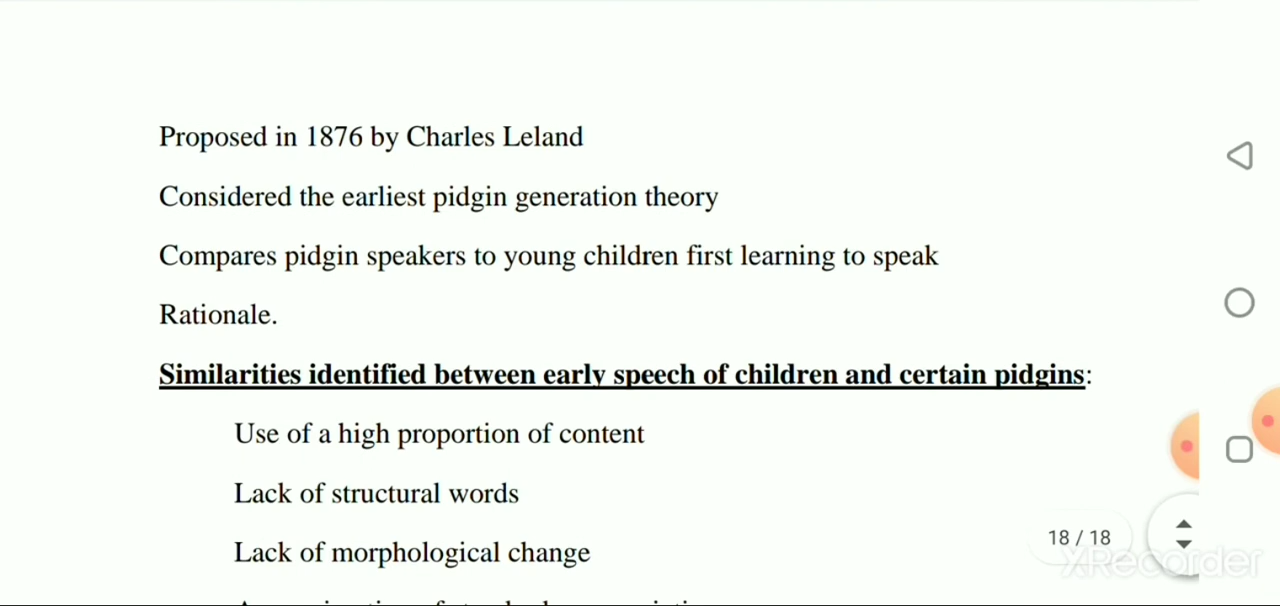 Proposed in 1876 by Charles Leland
Considered the earliest pidgin generation theory
Compares pidgin speakers to young children first learning to speak
Rationale.
Similarities identified between early speech of children and certain pidgins:
Use of a high proportion of content
Lack of structural words
Lack of morphological change
18 / 18
XRecorder